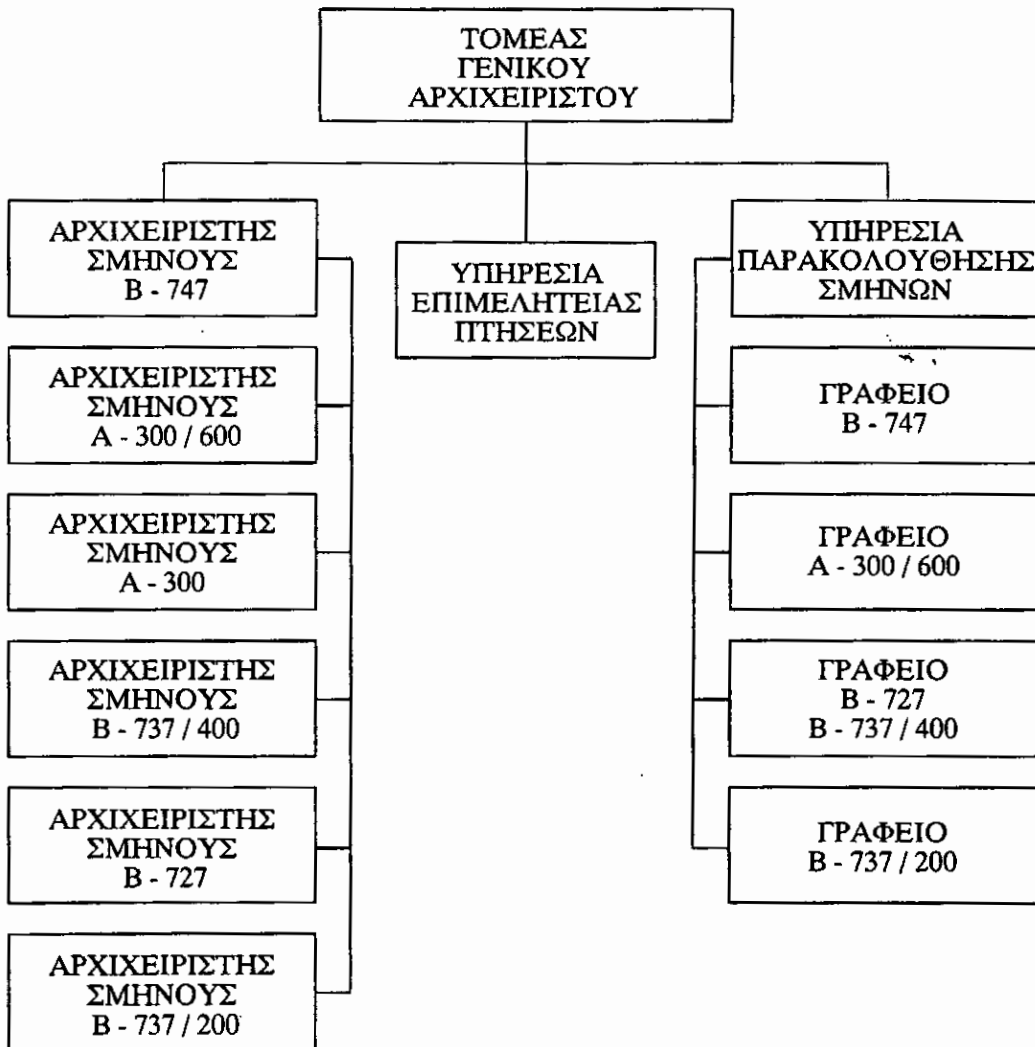 ΤΟΜΕΑΣ
ΓΕΝΙΚΟΥ
ΑΡΧΙΧΕΙΡΙΣΤΟΥ
ΑΡΧΙΧΕΙΡΙΣΤΗΣ
ΣΜΗΝΟΥΣ
Β - 747
ΑΡΧΙΧΕΙΡΙΣΤΗΣ
ΣΜΗΝΟΥΣ
Α - 300 / 600
ΑΡΧΙΧΕΙΡΙΣΤΗΣ
ΣΜΗΝΟΥΣ
Α - 300
ΑΡΧΙΧΕΙΡΙΣΤΗΣ
ΣΜΗΝΟΥΣ
Β - 737 / 400
ΑΡΧΙΧΕΙΡΙΣΤΗΣ
ΣΜΗΝΟΥΣ
Β - 727
ΑΡΧΙΧΕΙΡΙΣΤΗΣ
ΣΜΗΝΟΥΣ
Β - 737 / 200
ΥΠΗΡΕΣΙΑ
ΕΠΙΜΕΛΗΤΕΙΑΣ
ΠΤΗΣΕΩΝ
ΥΠΗΡΕΣΙΑ
ΠΑΡΑΚΟΛΟΥΘΗΣΗΣ
ΣΜΗΝΩΝ
ΓΡΑΦΕΙΟ
Β - 747
ΓΡΑΦΕΙΟ
Α - 300 / 600
ΓΡΑΦΕΙΟ
Β - 727
Β - 737 / 400
ΓΡΑΦΕΙΟ
Β - 737 / 200